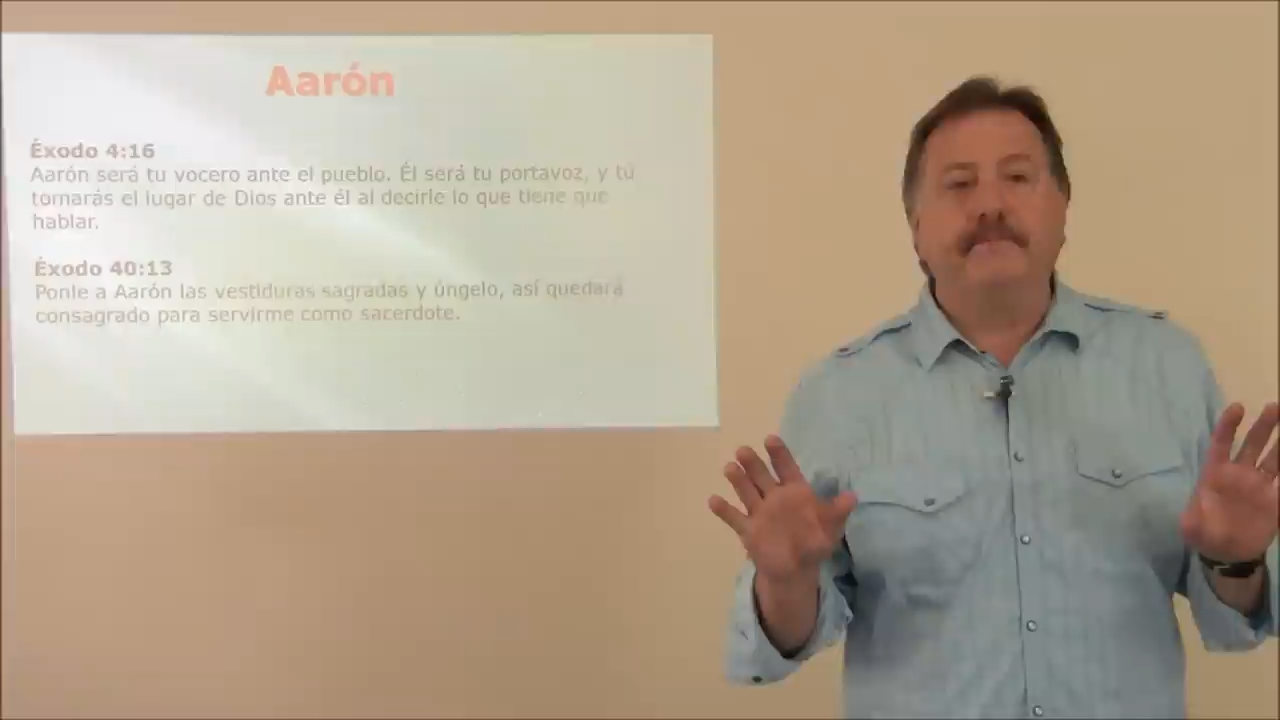 Aarón
Éxodo 4:16
Aarón será tu vocero ante el pueblo. Él será tu portavoz, y tú
tomarás el lugar de Dios ante él al decirle lo que tiene que
hablar.
Éxodo 40:13
Ponle a Aarón las vestiduras sagradas y úngelo, así quedará
consagrado para servirme como sacerdote.